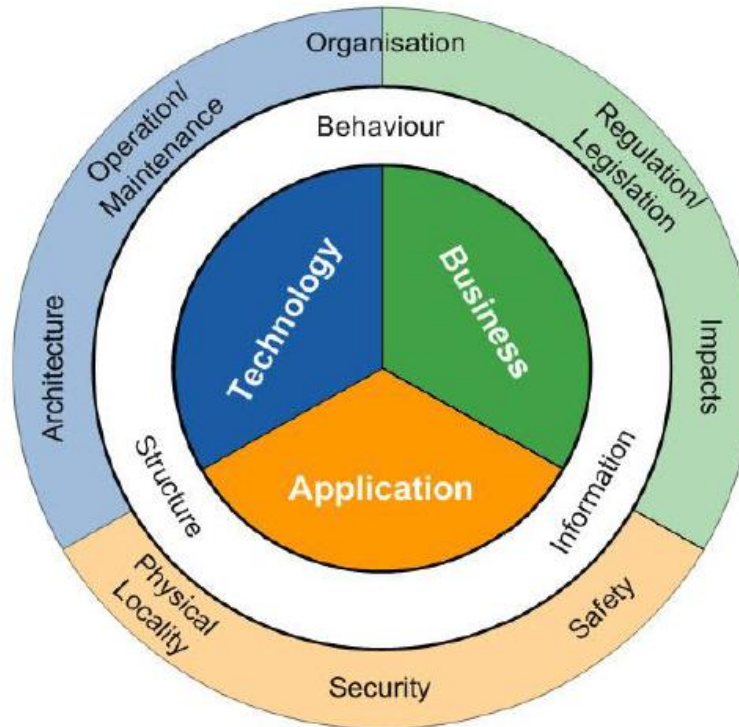 Organisation
Operation/
Maintenance
Regulation/
Legislation
Behaviour
Technology
Business
Architecture
Impacts
Structure
Application
Information
Physical
Locality
Safety
Security